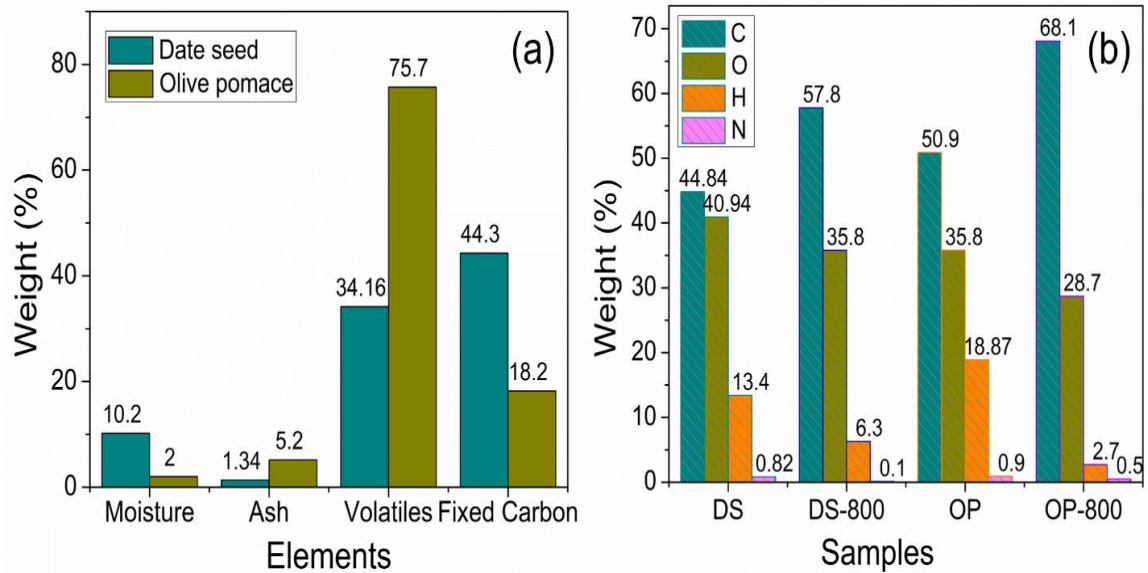 (a)
Date seed
Olive pomace
Weight (%)
80
60
40
20
0
10.2
2
1.34
5.2
34.16
75.7
44.3
18.2
Moisture
Ash
Volatiles
Fixed Carbon
Elements
(b)
C
O
H
N
Weight (%)
70
60
50
40
30
20
10
0
44.84
40.94
13.4
0.82
57.8
35.8
6.3
0.1
50.9
35.8
18.87
0.9
68.1
28.7
2.7
0.5
DS
DS-800
OP
OP-800
Samples